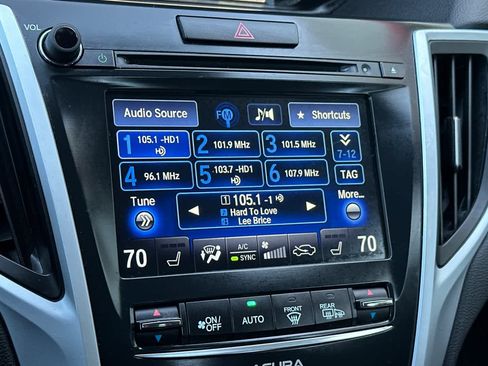 VOL
Audio Source
FM
Shortcuts
1 105.1 -HD1
2 101.9 MHz
3 101.5 MHz
7-12
4 96.1 MHz
5 103.7 -HD1
6 107.9 MHz
TAG
Tune
1 105.1 -1
More...
Hard To Love
Lee Brice
70
A/C
SYNC
70
ON/
OFF
AUTO
FRONT
REAR
ACURA